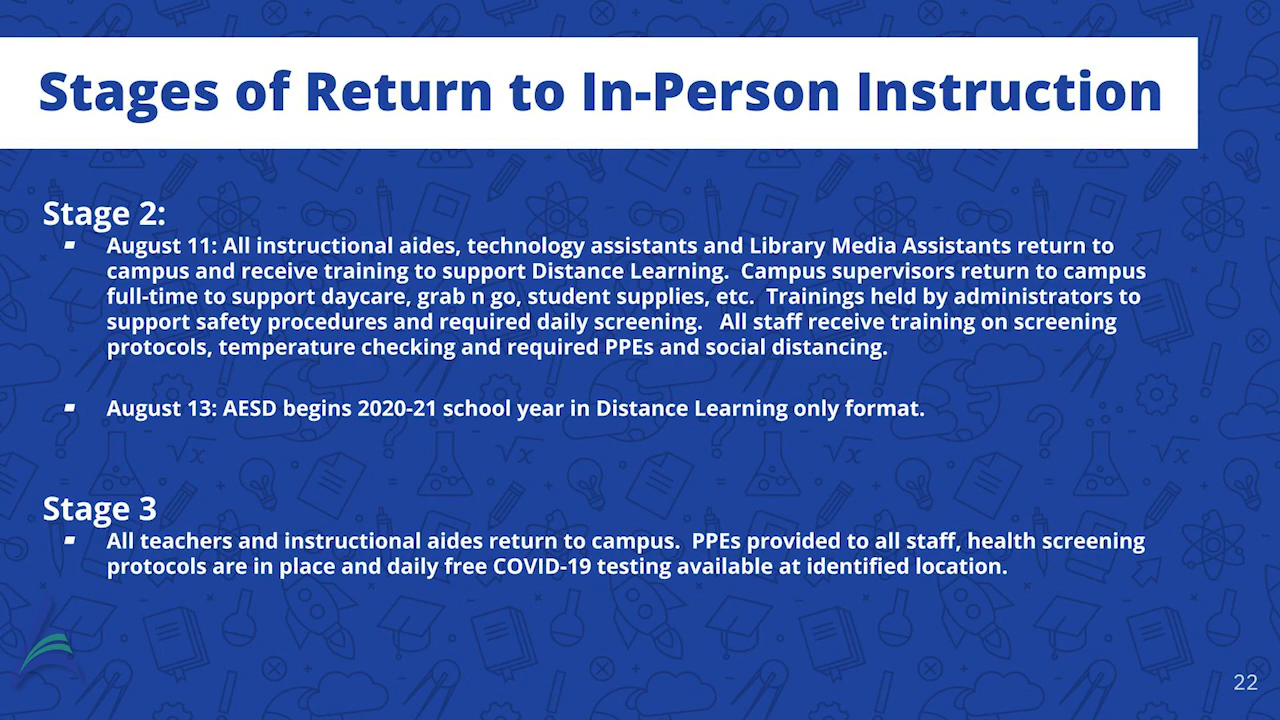 Stages of Return to In-Person Instruction
Stage 2:
▪ August 11: All instructional aides, technology assistants and Library Media Assistants return to
campus and receive training to support Distance Learning.  Campus supervisors return to campus
full-time to support daycare, grab n go, student supplies, etc.  Trainings held by administrators to
support safety procedures and required daily screening.   All staff receive training on screening
protocols, temperature checking and required PPEs and social distancing.
▪ August 13: AESD begins 2020-21 school year in Distance Learning only format.
Stage 3
▪ All teachers and instructional aides return to campus.  PPEs provided to all staff, health screening
protocols are in place and daily free COVID-19 testing available at identified location.
22